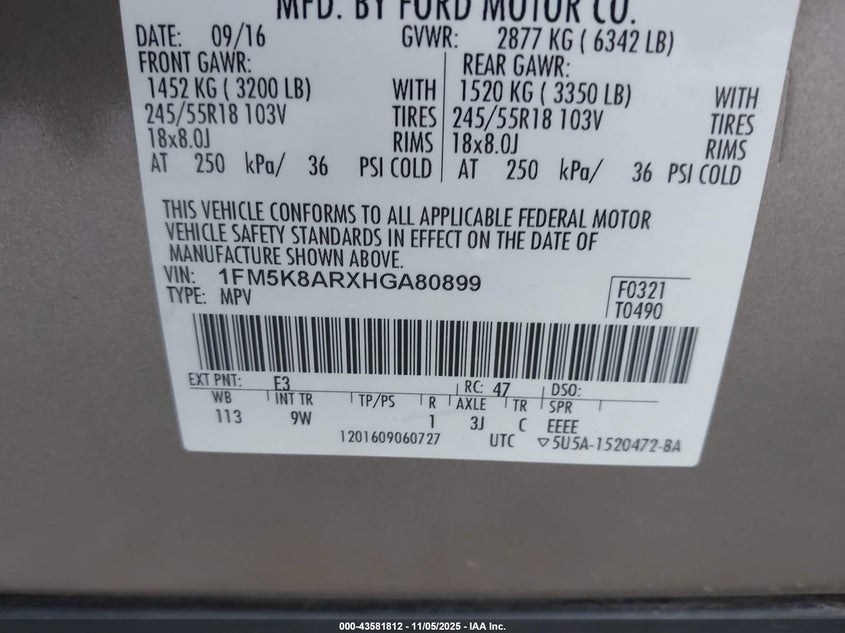 MFD. BY FORD MOTOR CO.
DATE: 09/16 GVWR: 2877 KG ( 6342 LB)
FRONT GAWR: REAR GAWR:
1452 KG ( 3200 LB) WITH 1520 KG ( 3350 LB) WITH
245/55R18 103V TIRES 245/55R18 103V TIRES
18x8.0J RIMS 18x8.0J RIMS
AT 250 kPa/ 36 PSI COLD AT 250 kPa/ 36 PSI COLD
THIS VEHICLE CONFORMS TO ALL APPLICABLE FEDERAL MOTOR
VEHICLE SAFETY STANDARDS IN EFFECT ON THE DATE OF
MANUFACTURE SHOWN ABOVE.
VIN: 1FM5K8ARXHGA80899 F0321
TYPE: MPV T0490
EXT PNT: E3 RC: 47 DSO:
WB INT TR TP/PS R AXLE TR SPR
113 9W 1 3J C EEEE
1201609060727 UTC ▽5U5A-1520472-BA
000-43581812 - 11/05/2025 - IAA Inc.